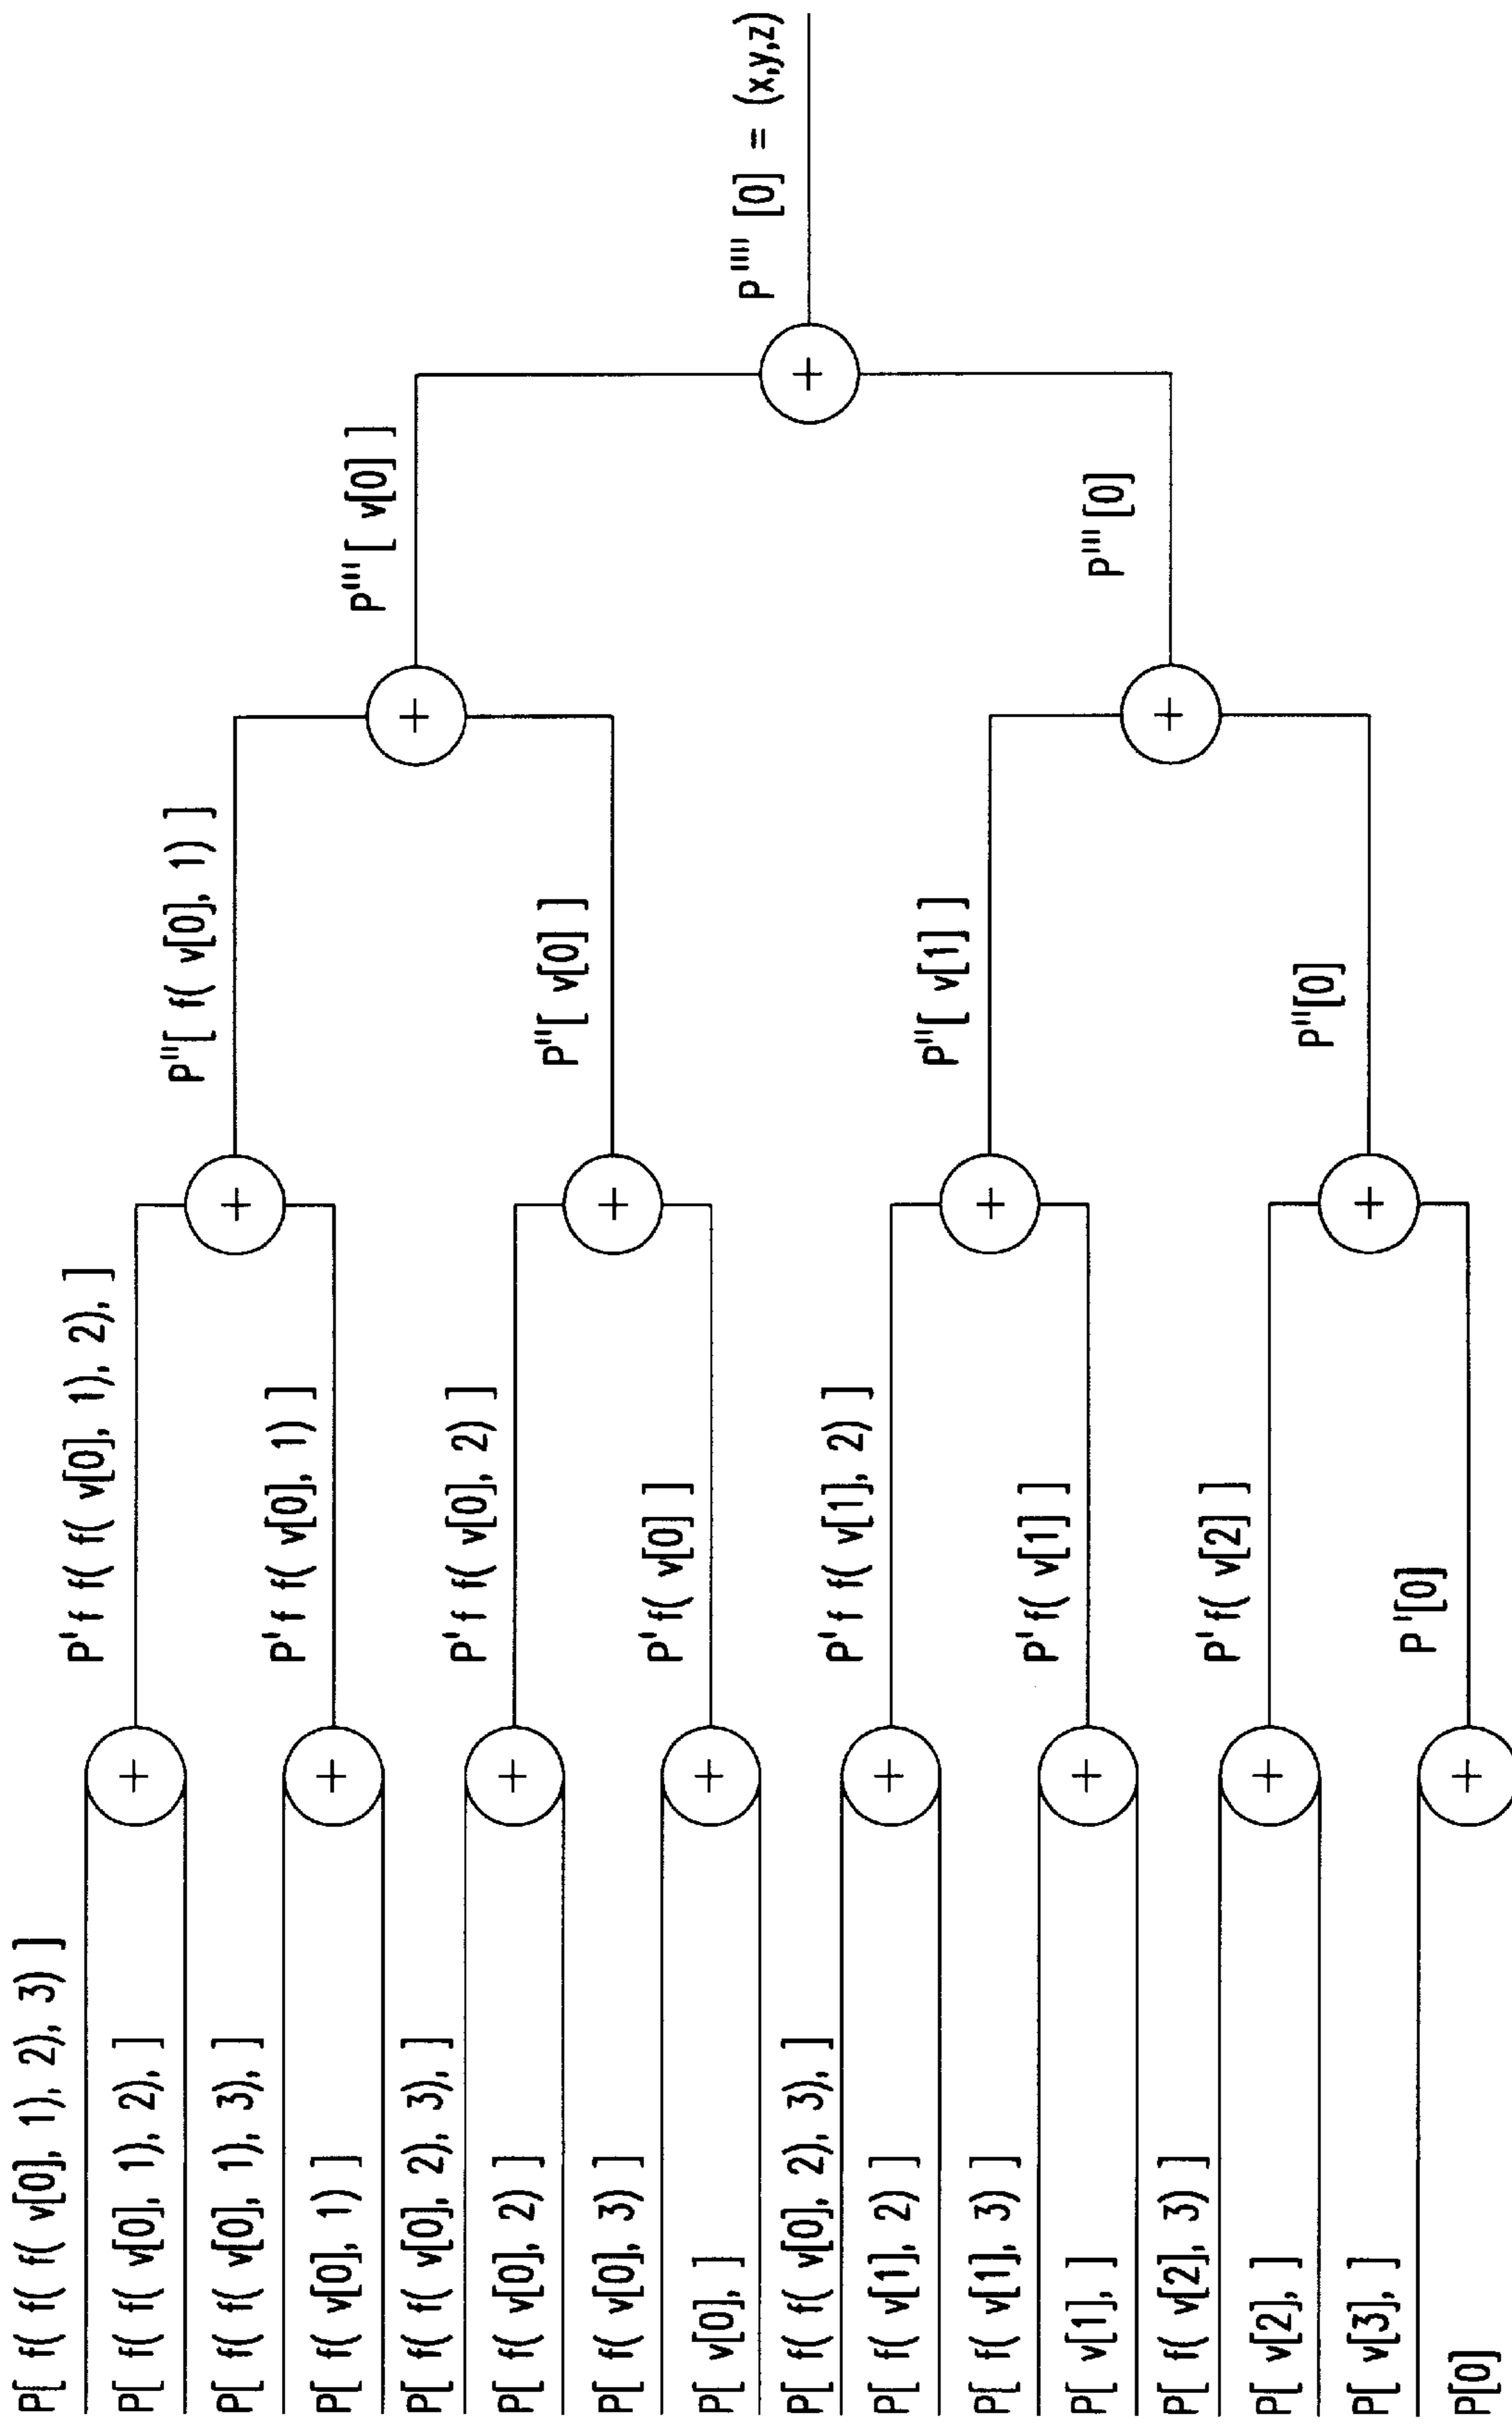 P[ f( f( f( v[0], 1), 2), 3) ]
P[ f( f( v[0], 1), 2), ]
P[ f( f( v[0], 1), 3), ]
P[ f( v[0], 1) ]
P[ f( f( v[0], 2), 3), ]
P[ f( v[0], 2) ]
P[ f( v[0], 3) ]
P[ v[0], ]
P[ f( f( v[0], 2), 3), ]
P[ f( v[1], 2) ]
P[ f( v[1], 3) ]
P[ v[1], ]
P[ f( v[2], 3) ]
P[ v[2], ]
P[ v[3], ]
P[0]
+
+
+
+
+
+
+
+
P'f f( f( v[0], 1), 2), ]
P'f f( v[0], 1) ]
P'f f( v[0], 2) ]
P'f( v[0] ]
P'f f( v[1], 2) ]
P'f( v[1] ]
P'f( v[2] ]
P'[0]
+
+
+
+
P''[ f( v[0], 1) ]
P''[ v[0] ]
P''[ v[1] ]
P''[0]
+
+
P'''[ v[0] ]
P'''[0]
+
P'''' [0] = (x,y,z)